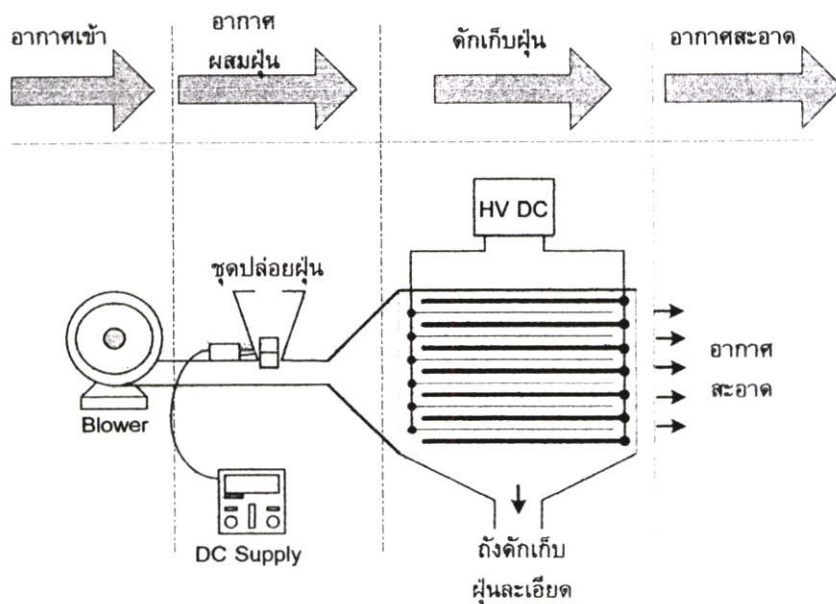 อากาศเข้า
อากาศ
ผสมฝุ่น
ดักเก็บฝุ่น
อากาศสะอาด
HV DC
ชุดปล่อยฝุ่น
อากาศ
สะอาด
Blower
DC Supply
ถังดักเก็บ
ฝุ่นละเอียด